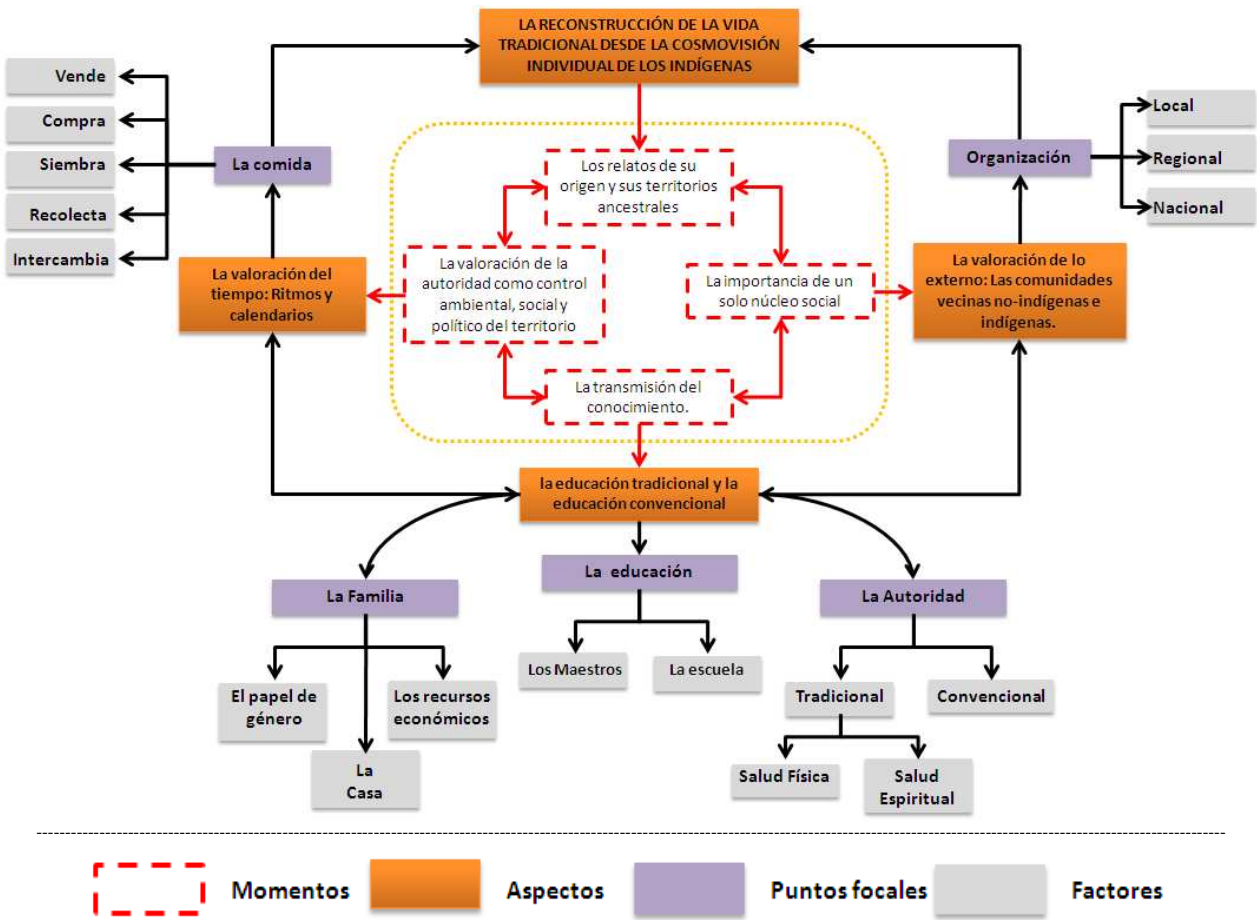 LA RECONSTRUCCIÓN DE LA VIDA
TRADICIONAL DESDE LA COSMOVISIÓN
INDIVIDUAL DE LOS INDÍGENAS
Vende
Compra
Siembra
Recolecta
Intercambia
La comida
Organización
Local
Regional
Nacional
Los relatos de su
origen y sus territorios
ancestrales
La valoración del
tiempo: Ritmos y
calendarios
La valoración de la
autoridad como control
ambiental, social y
político del territorio
La importancia de un
solo núcleo social
La valoración de lo
externo: Las comunidades
vecinas no-indígenas e
indígenas.
La transmisión del
conocimiento.
la educación tradicional y la
educación convencional
La Familia
La educación
La Autoridad
El papel de
género
La
Casa
Los recursos
económicos
Los Maestros
La escuela
Tradicional
Convencional
Salud Física
Salud
Espiritual
Momentos
Aspectos
Puntos focales
Factores